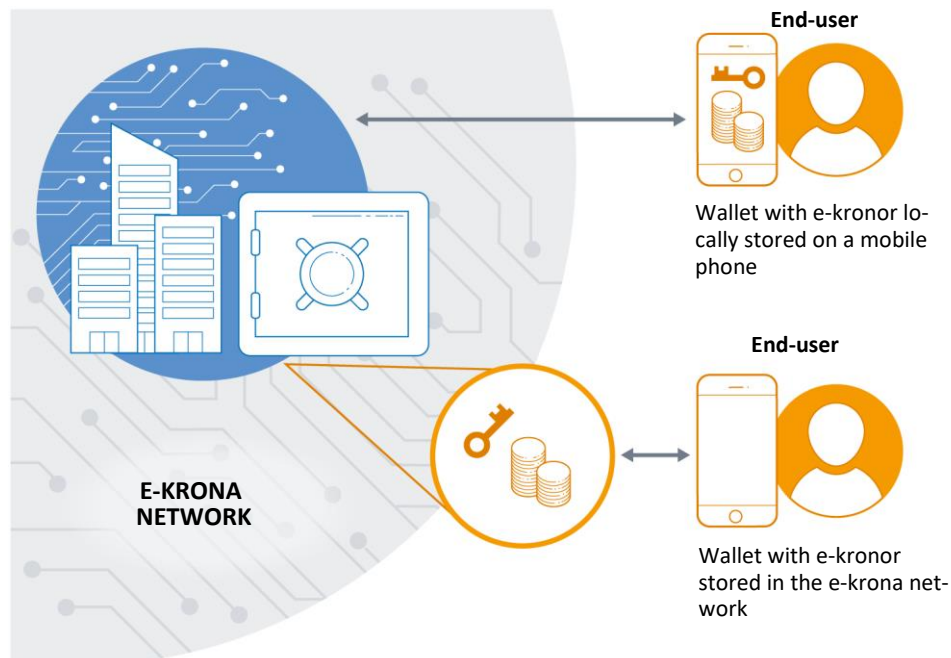 End-user
Wallet with e-kronor lo-
cally stored on a mobile
phone
End-user
Wallet with e-kronor
stored in the e-krona net-
work
E-KRONA
NETWORK